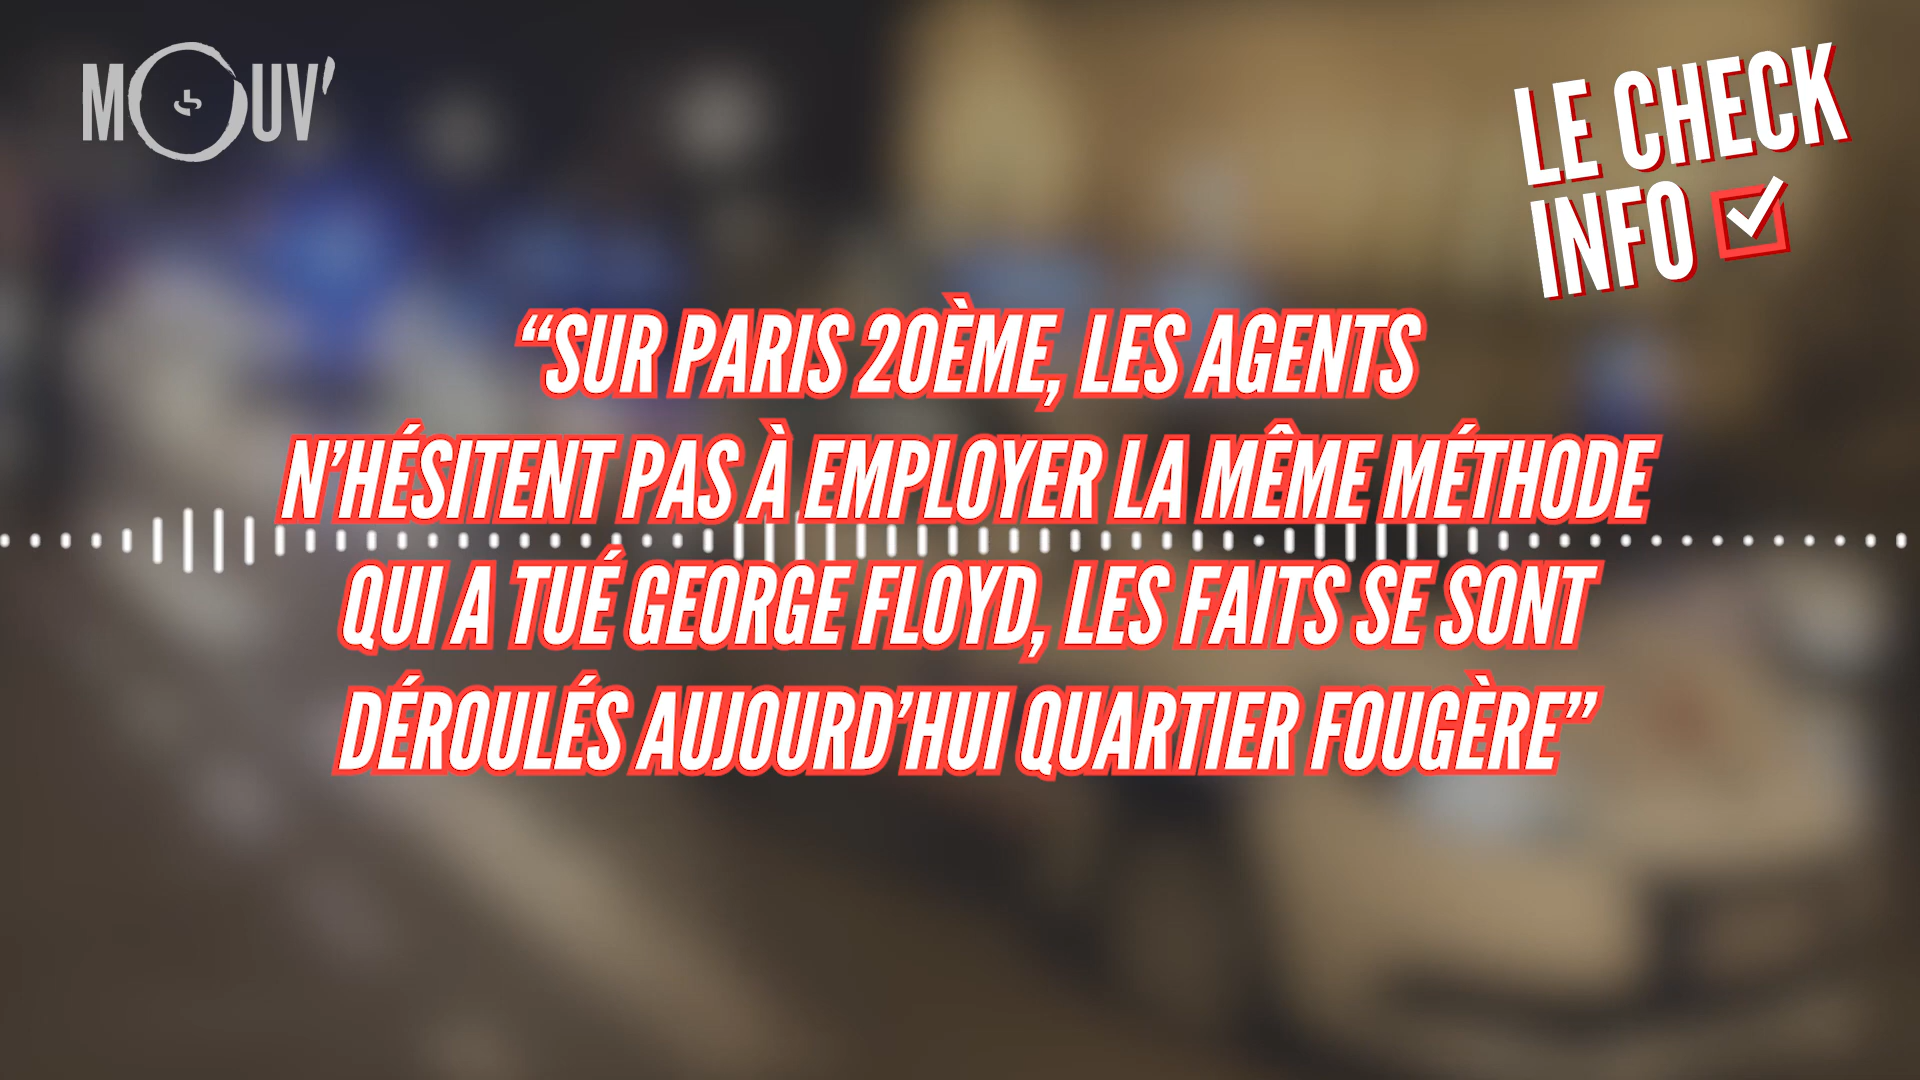 MOUV'
LE CHECK
INFO
“SUR PARIS 20ÈME, LES AGENTS
N’HÉSITENT PAS À EMPLOYER LA MÊME MÉTHODE
QUI A TUÉ GEORGE FLOYD, LES FAITS SE SONT
DÉROULÉS AUJOURD’HUI QUARTIER FOUGÈRE”